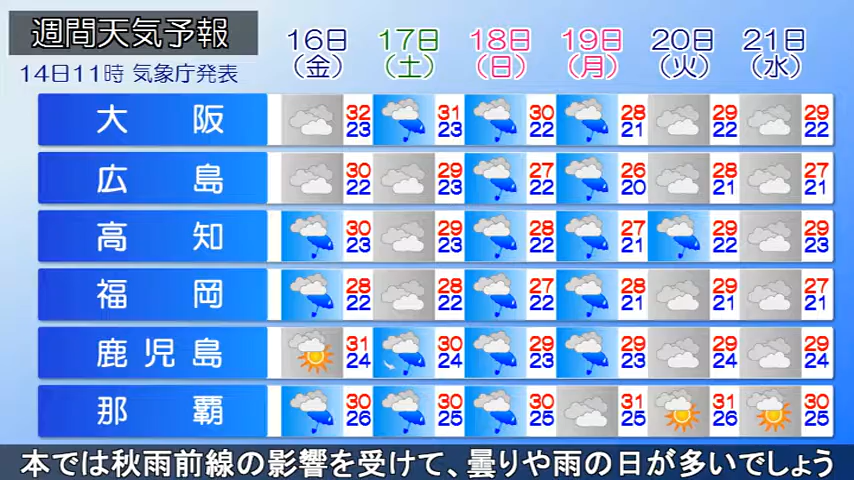 週間天気予報
14日11時 気象庁発表
16日 17日 18日 19日 20日 21日
(金) (土) (日) (月) (火) (水)
大阪 32 23 31 23 30 22 28 21 29 22 29 22
広島 30 22 29 23 27 22 26 20 28 21 27 21
高知 30 23 29 23 28 22 27 21 29 22 29 23
福岡 28 22 28 22 27 22 28 21 29 21 27 21
鹿児島 31 24 30 24 29 23 29 23 29 24 29 24
那覇 30 26 30 25 30 25 31 25 31 26 30 25
本では秋雨前線の影響を受けて、曇りや雨の日が多いでしょう